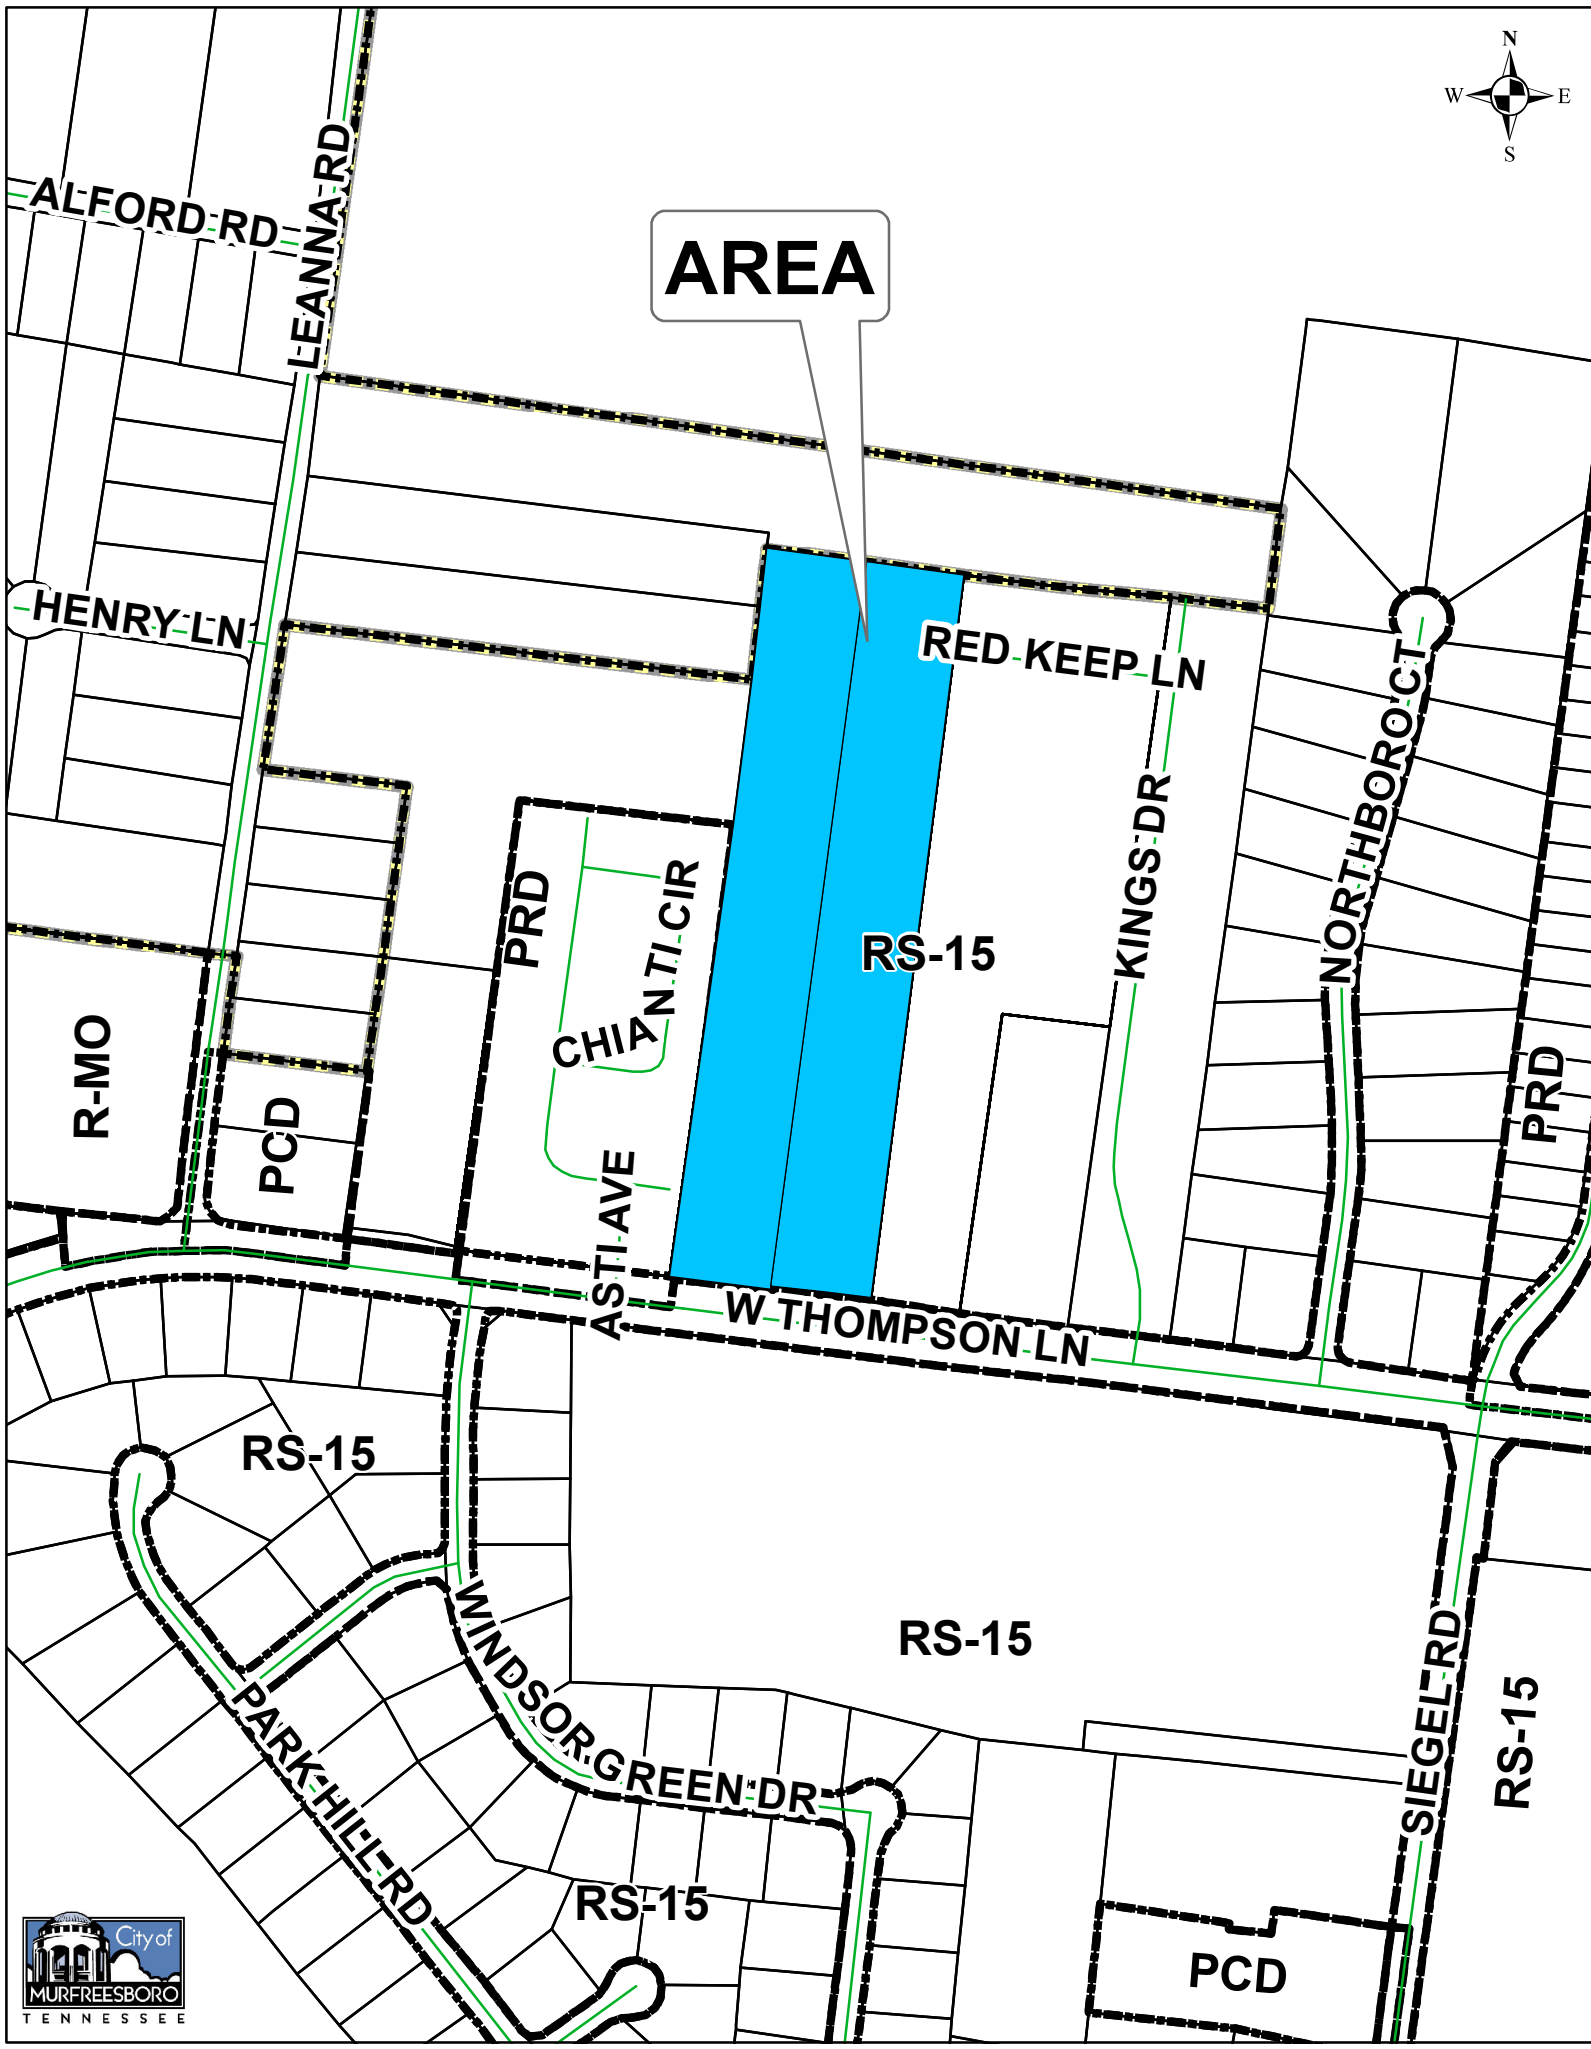 N
W E
S
LEANNA RD
ALFORD RD
AREA
HENRY LN
RED KEEP LN
NORTHBORO CT
KINGS DR
PRD
CHIANTI CIR
RS-15
R-MO
PCD
PRD
ASTI AVE
W THOMPSON LN
RS-15
WINDSOR GREEN DR
RS-15
SIEGEL RD
RS-15
PARK HILL RD
RS-15
PCD
City of
MURFREESBORO
TENNESSEE